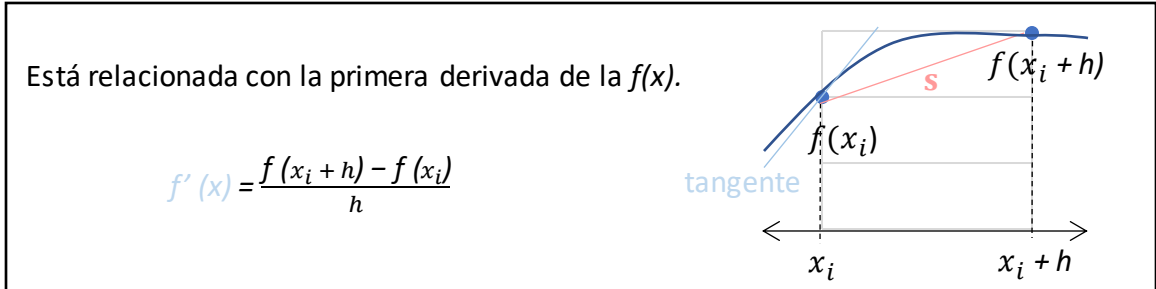 Está relacionada con la primera derivada de la f(x).
f’ (x) = f (xᵢ + h) − f (xᵢ) / h
f(xᵢ + h)
s
f(xᵢ)
tangente
xᵢ
xᵢ + h